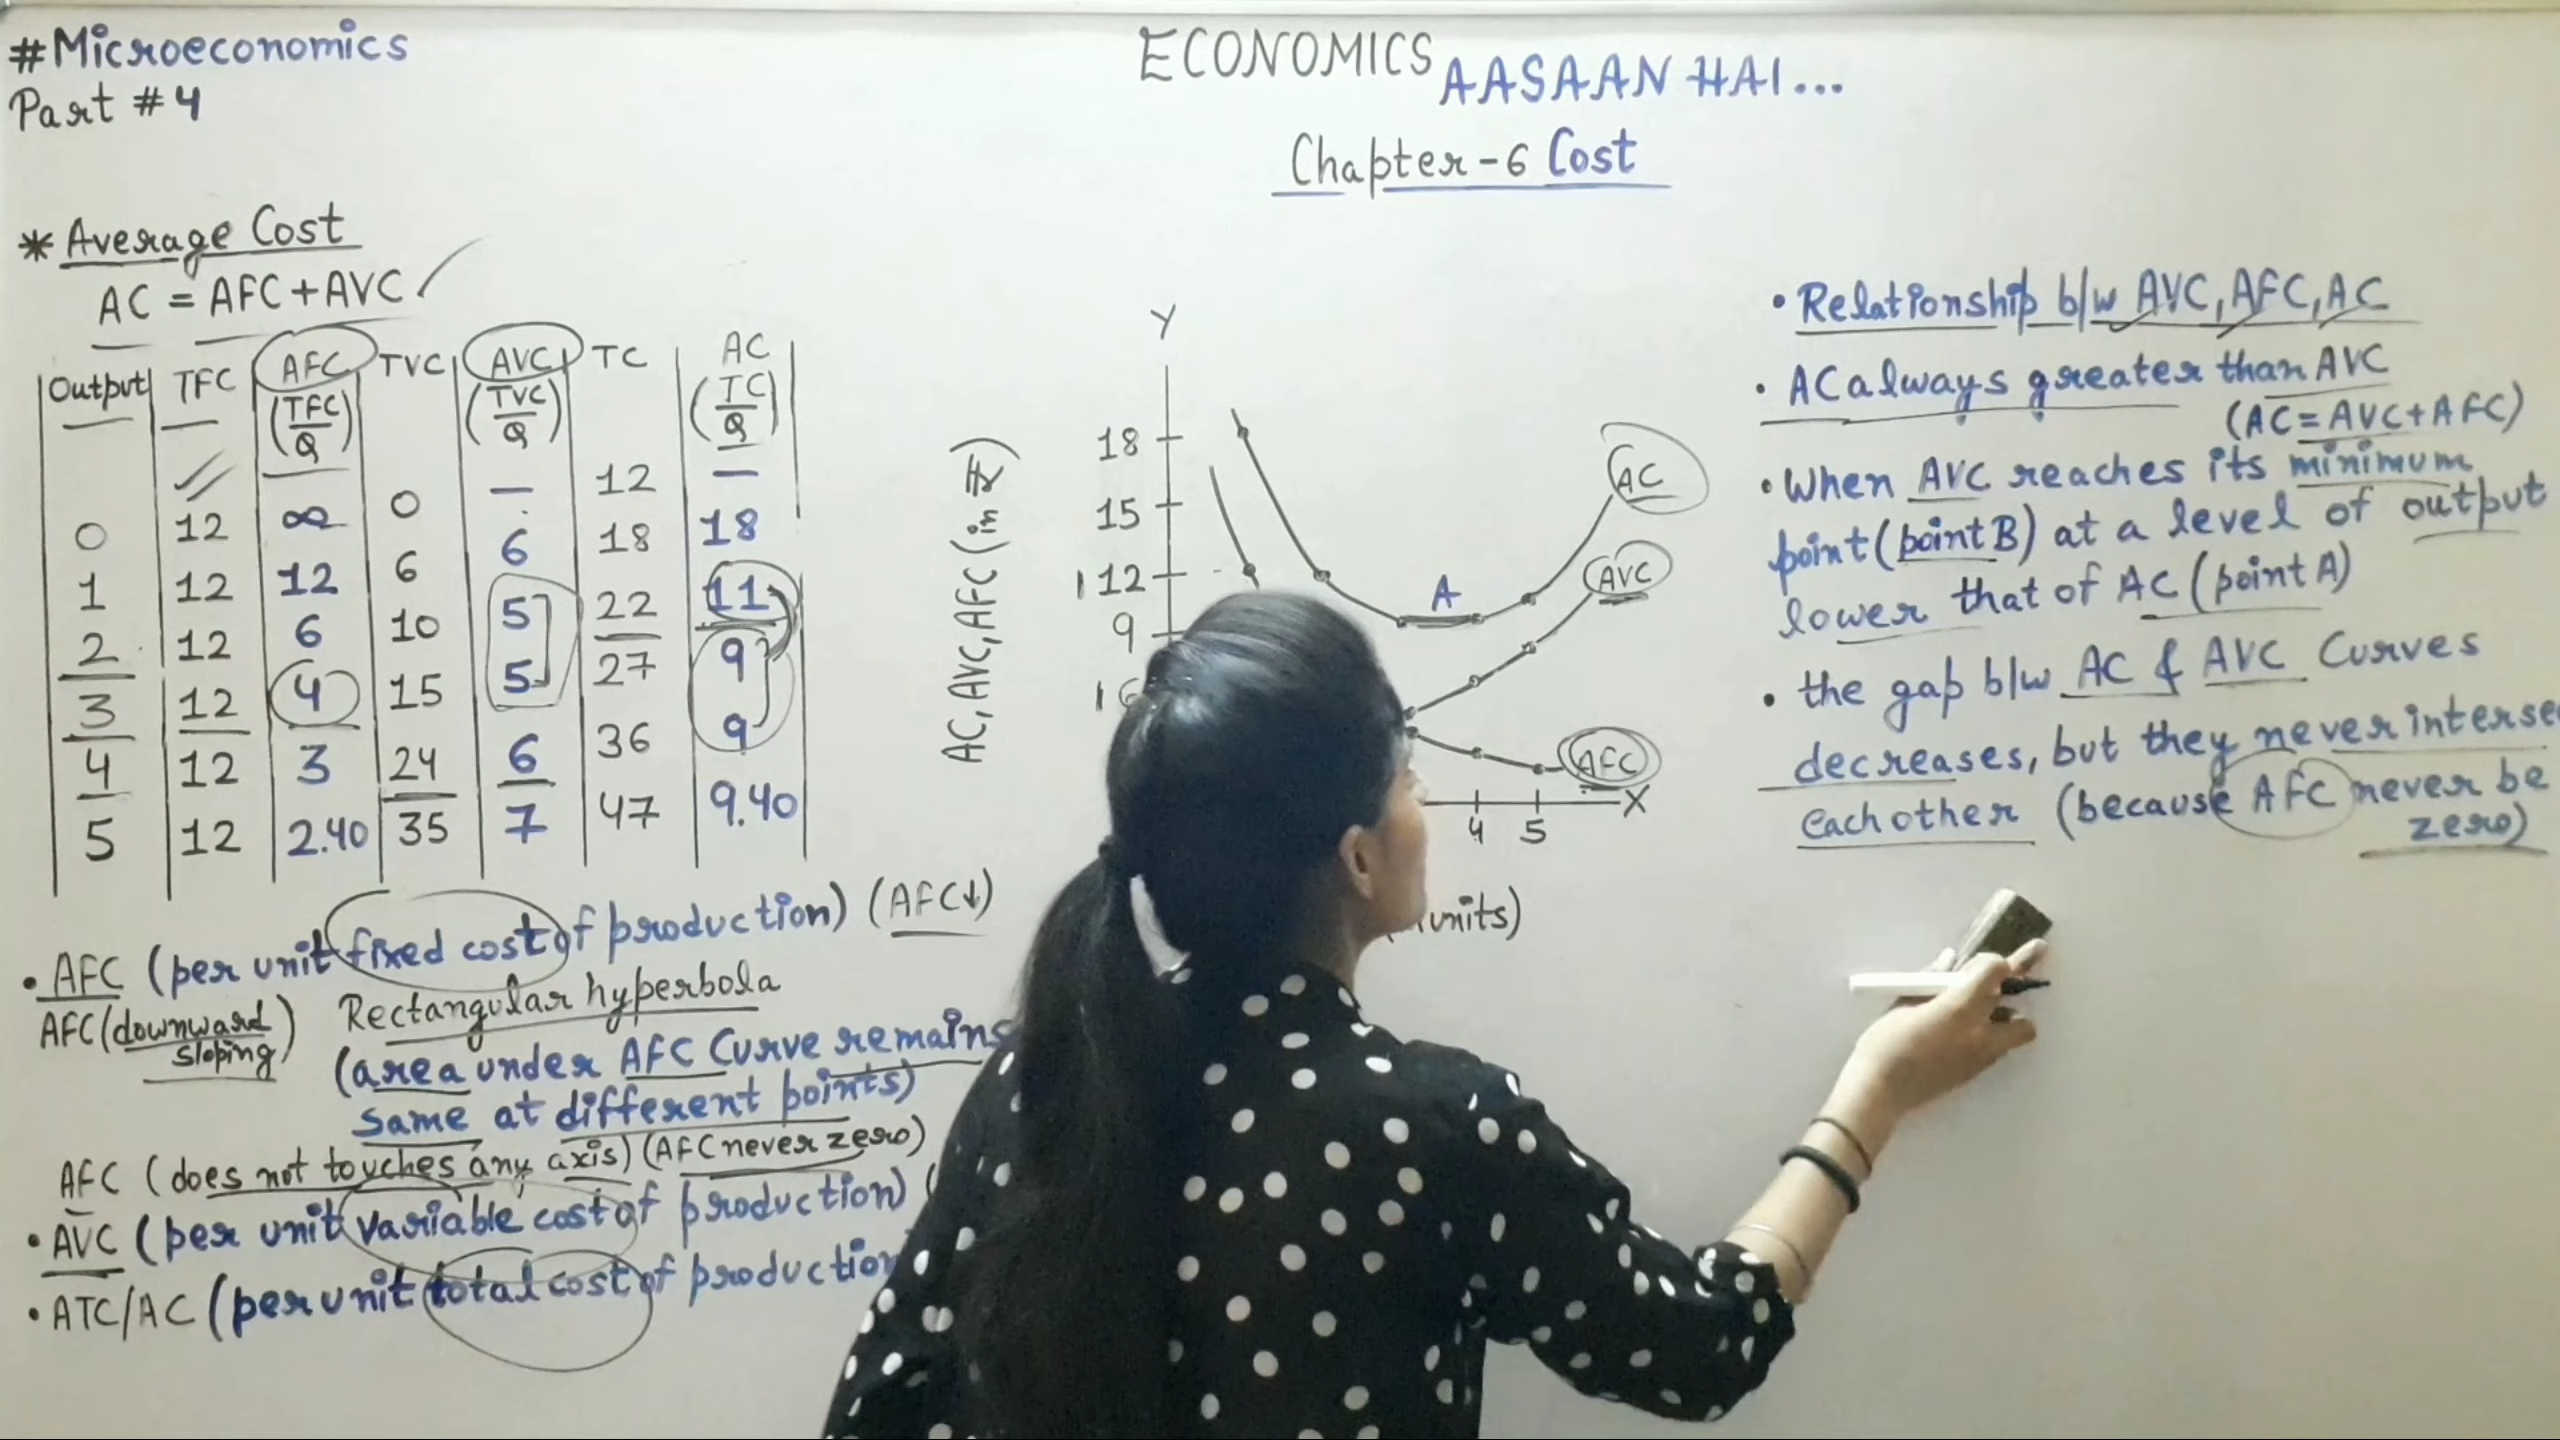 #Microeconomics
Part #4
ECONOMICS AASAAN HAI...
Chapter-6 Cost
* Average Cost
AC = AFC+AVC
Output TFC AFC (TFC/Q) TVC AVC (TVC/Q) TC AC (TC/Q)
0 12 ∞ 0 — 12 —
1 12 12 6 6 18 18
2 12 6 10 5 22 11
3 12 4 15 5 27 9
4 12 3 24 6 36 9
5 12 2.40 35 7 47 9.40
• AFC (per unit fixed cost of production) (AFC↓)
AFC (downward sloping)
Rectangular hyperbola
(area under AFC Curve remains
same at different points)
AFC (does not touches any axis) (AFC never zero)
• AVC (per unit variable cost of production) (
• ATC/AC (per unit total cost of production
Y
AC, AVC, AFC (in ₹)
18
15
12
9
6
A
AC
AVC
AFC
4 5 X
units)
• Relationship b/w AVC, AFC, AC
• AC always greater than AVC
(AC=AVC+AFC)
• When AVC reaches its minimum
point (point B) at a level of output
lower that of AC (point A)
• the gap b/w AC & AVC Curves
decreases, but they never interse
each other (because AFC never be
zero)